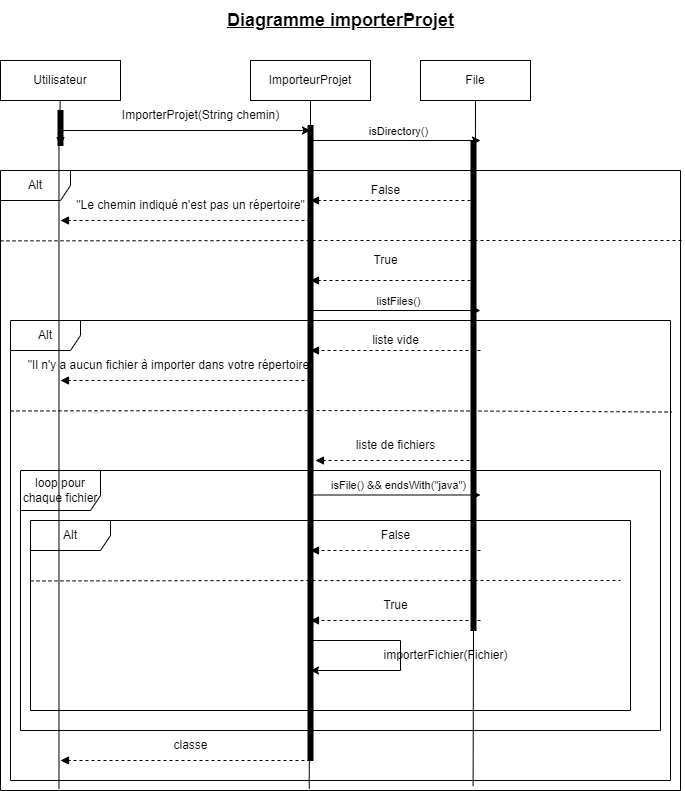 Diagramme importerProjet
Utilisateur
ImporteurProjet
File
ImporterProjet(String chemin)
isDirectory()
Alt
False
"Le chemin indiqué n'est pas un répertoire"
True
listFiles()
Alt
liste vide
"Il n'y a aucun fichier à importer dans votre répertoire
liste de fichiers
loop pour
chaque fichier
isFile() && endsWith("java")
Alt
False
True
importerFichier(Fichier)
classe